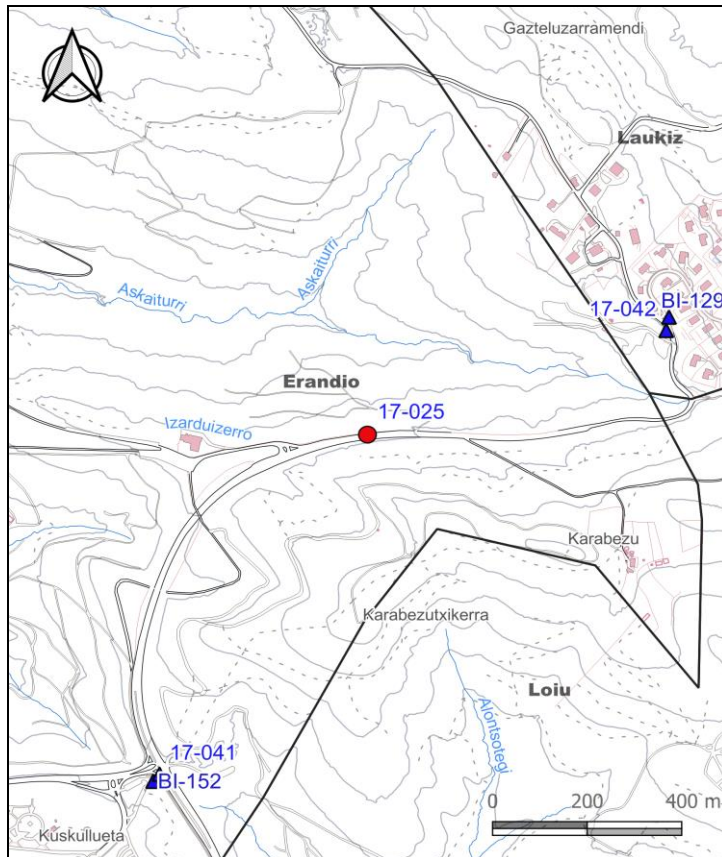 Gazteluzarramendi
Laukiz
Askaiturri
Askaiturri
BI-129
17-042
Erandio
17-025
Izarduizerro
Karabezu
Karabezutxikerra
Loiu
Alontsotegi
17-041
BI-152
Kuskullueta
0 200 400 m